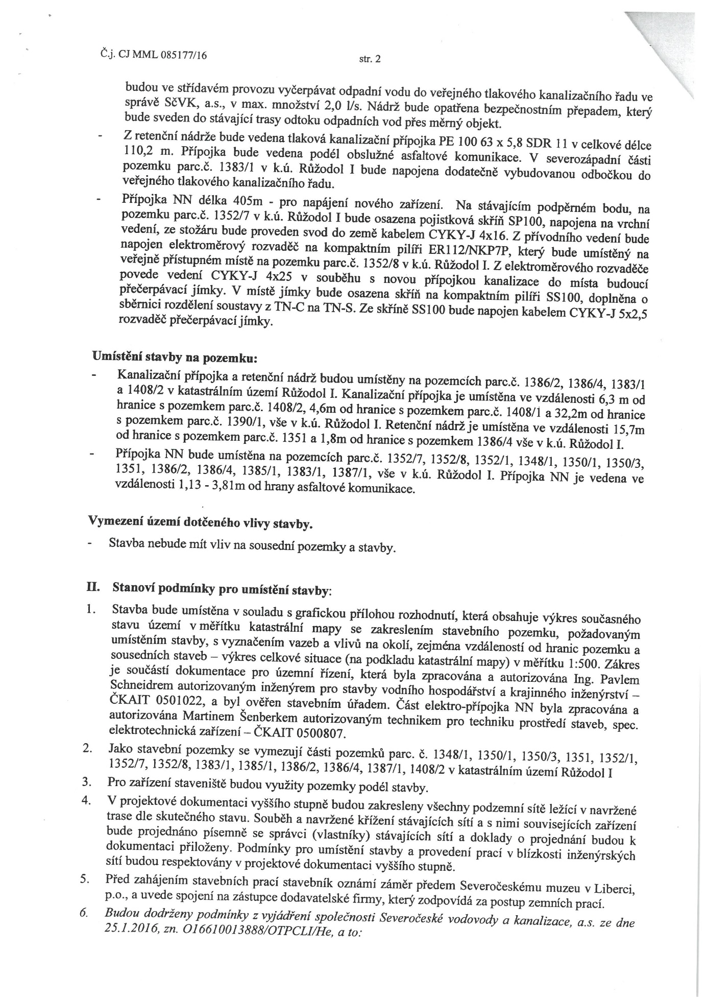 Č.j. CJ MML 085177/16
str. 2
budou ve střídavém provozu vyčerpávat odpadní vodu do veřejného tlakového kanalizačního řadu ve
správě SčVK, a.s., v max. množství 2,0 l/s. Nádrž bude opatřena bezpečnostním přepadem, který
bude sveden do stávající trasy odtoku odpadních vod přes měrný objekt.
- Z retenční nádrže bude vedena tlaková kanalizační přípojka PE 100 63 x 5,8 SDR 11 v celkové délce
110,2 m. Přípojka bude vedena podél obslužné asfaltové komunikace. V severozápadní části
pozemku parc.č. 1383/1 v k.ú. Růžodol I bude napojena dodatečně vybudovanou odbočkou do
veřejného tlakového kanalizačního řadu.
- Přípojka NN délka 405m - pro napájení nového zařízení. Na stávajícím podpěrném bodu, na
pozemku parc.č. 1352/7 v k.ú. Růžodol I bude osazena pojistková skříň SP100, napojena na vrchní
vedení, ze stožáru bude proveden svod do země kabelem CYKY-J 4x16. Z přívodního vedení bude
napojen elektroměrový rozvaděč na kompaktním pilíři ER112/NKP7P, který bude umístěný na
veřejně přístupném místě na pozemku parc.č. 1352/8 v k.ú. Růžodol I. Z elektroměrového rozvaděče
povede vedení CYKY-J 4x25 v souběhu s novou přípojkou kanalizace do místa budoucí
přečerpávací jímky. V místě jímky bude osazena skříň na kompaktním pilíři SS100, doplněna o
sběrnici rozdělení soustavy z TN-C na TN-S. Ze skříně SS100 bude napojen kabelem CYKY-J 5x2,5
rozvaděč přečerpávací jímky.
Umístění stavby na pozemku:
- Kanalizační přípojka a retenční nádrž budou umístěny na pozemcích parc.č. 1386/2, 1386/4, 1383/1
a 1408/2 v katastrálním území Růžodol I. Kanalizační přípojka je umístěna ve vzdálenosti 6,3 m od
hranice s pozemkem parc.č. 1408/2, 4,6m od hranice s pozemkem parc.č. 1408/1 a 32,2m od hranice
s pozemkem parc.č. 1390/1, vše v k.ú. Růžodol I. Retenční nádrž je umístěna ve vzdálenosti 15,7m
od hranice s pozemkem parc.č. 1351 a 1,8m od hranice s pozemkem 1386/4 vše v k.ú. Růžodol I.
- Přípojka NN bude umístěna na pozemcích parc.č. 1352/7, 1352/8, 1352/1, 1348/1, 1350/1, 1350/3,
1351, 1386/2, 1386/4, 1385/1, 1383/1, 1387/1, vše v k.ú. Růžodol I. Přípojka NN je vedena ve
vzdálenosti 1,13 - 3,81m od hrany asfaltové komunikace.
Vymezení území dotčeného vlivy stavby.
- Stavba nebude mít vliv na sousední pozemky a stavby.
II. Stanoví podmínky pro umístění stavby:
1. Stavba bude umístěna v souladu s grafickou přílohou rozhodnutí, která obsahuje výkres současného
stavu území v měřítku katastrální mapy se zakreslením stavebního pozemku, požadovaným
umístěním stavby, s vyznačením vazeb a vlivů na okolí, zejména vzdáleností od hranic pozemku a
sousedních staveb – výkres celkové situace (na podkladu katastrální mapy) v měřítku 1:500. Zákres
je součástí dokumentace pro územní řízení, která byla zpracována a autorizována Ing. Pavlem
Schneidrem autorizovaným inženýrem pro stavby vodního hospodářství a krajinného inženýrství –
ČKAIT 0501022, a byl ověřen stavebním úřadem. Část elektro-přípojka NN byla zpracována a
autorizována Martinem Šenberkem autorizovaným technikem pro techniku prostředí staveb, spec.
elektrotechnická zařízení – ČKAIT 0500807.
2. Jako stavební pozemky se vymezují části pozemků parc. č. 1348/1, 1350/1, 1350/3, 1351, 1352/1,
1352/7, 1352/8, 1383/1, 1385/1, 1386/2, 1386/4, 1387/1, 1408/2 v katastrálním území Růžodol I
3. Pro zařízení staveniště budou využity pozemky podél stavby.
4. V projektové dokumentaci vyššího stupně budou zakresleny všechny podzemní sítě ležící v navržené
trase dle skutečného stavu. Souběh a navržené křížení stávajících sítí a s nimi souvisejících zařízení
bude projednáno písemně se správci (vlastníky) stávajících sítí a doklady o projednání budou k
dokumentaci přiloženy. Podmínky pro umístění stavby a provedení prací v blízkosti inženýrských
sítí budou respektovány v projektové dokumentaci vyššího stupně.
5. Před zahájením stavebních prací stavebník oznámí záměr předem Severočeskému muzeu v Liberci,
p.o., a uvede spojení na zástupce dodavatelské firmy, který zodpovídá za postup zemních prací.
6. Budou dodrženy podmínky z vyjádření společnosti Severočeské vodovody a kanalizace, a.s. ze dne
25.1.2016, zn. O16610013888/OTPCLI/He, a to: